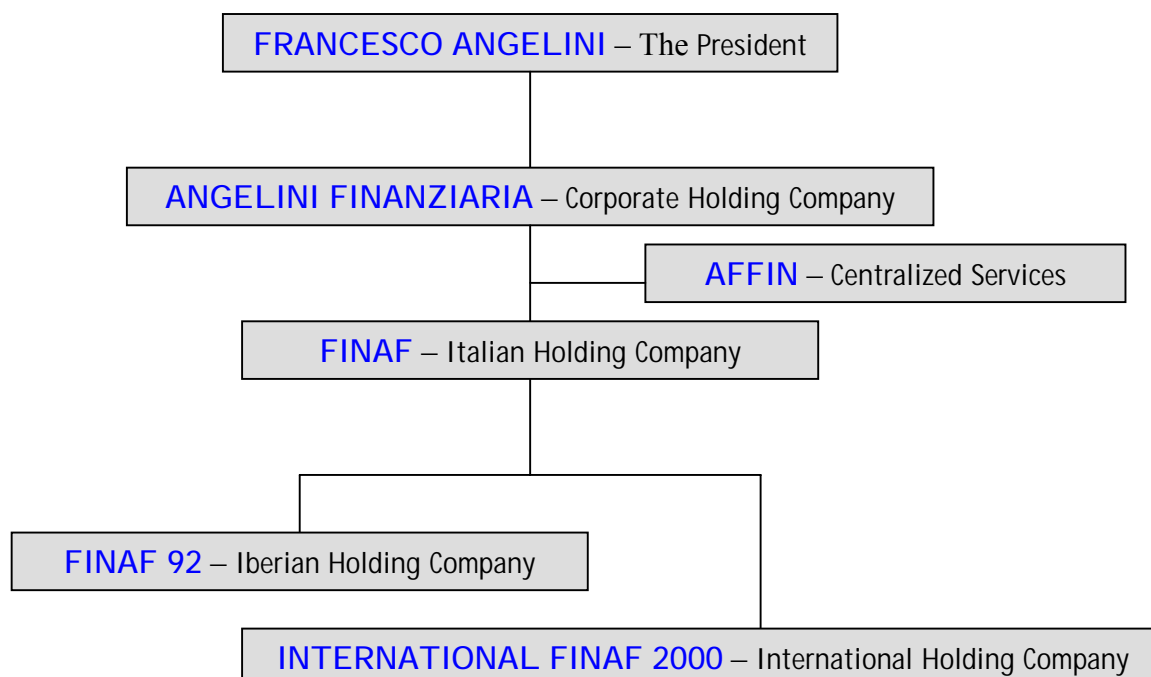 FRANCESCO ANGELINI – The President
ANGELINI FINANZIARIA – Corporate Holding Company
AFFIN – Centralized Services
FINAF – Italian Holding Company
FINAF 92 – Iberian Holding Company
INTERNATIONAL FINAF 2000 – International Holding Company